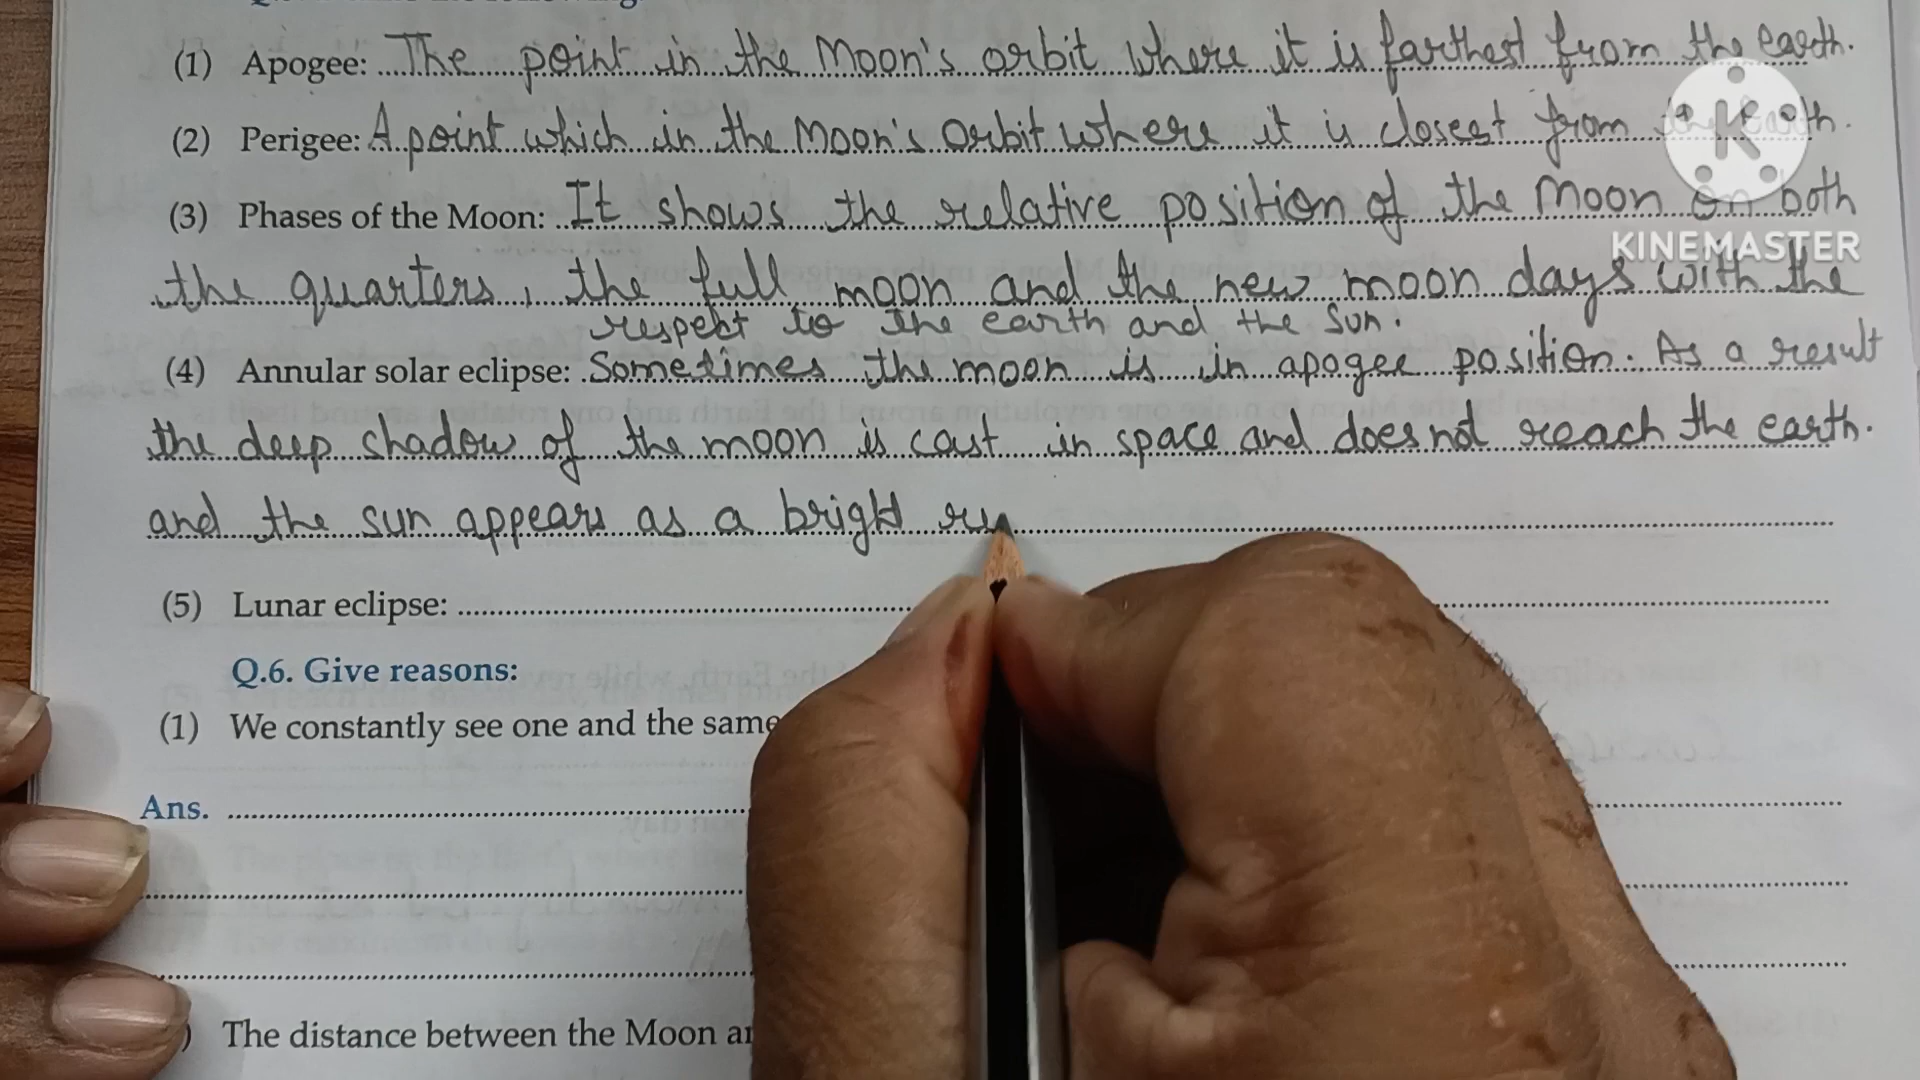 (1) Apogee: The point in the Moon's orbit where it is farthest from the earth.
(2) Perigee: A point which in the Moon's orbit where it is closest from
KINEMASTER
(3) Phases of the Moon: It shows the relative position of the Moon on both
the quarters, the full moon and the new moon days with the
respect to the earth and the Sun.
(4) Annular solar eclipse: Sometimes the moon is in apogee position. As a result
the deep shadow of the moon is cast in space and does not reach the earth.
and the sun appears as a bright
(5) Lunar eclipse:
Q.6. Give reasons:
(1) We constantly see one and the same
Ans.
The distance between the Moon